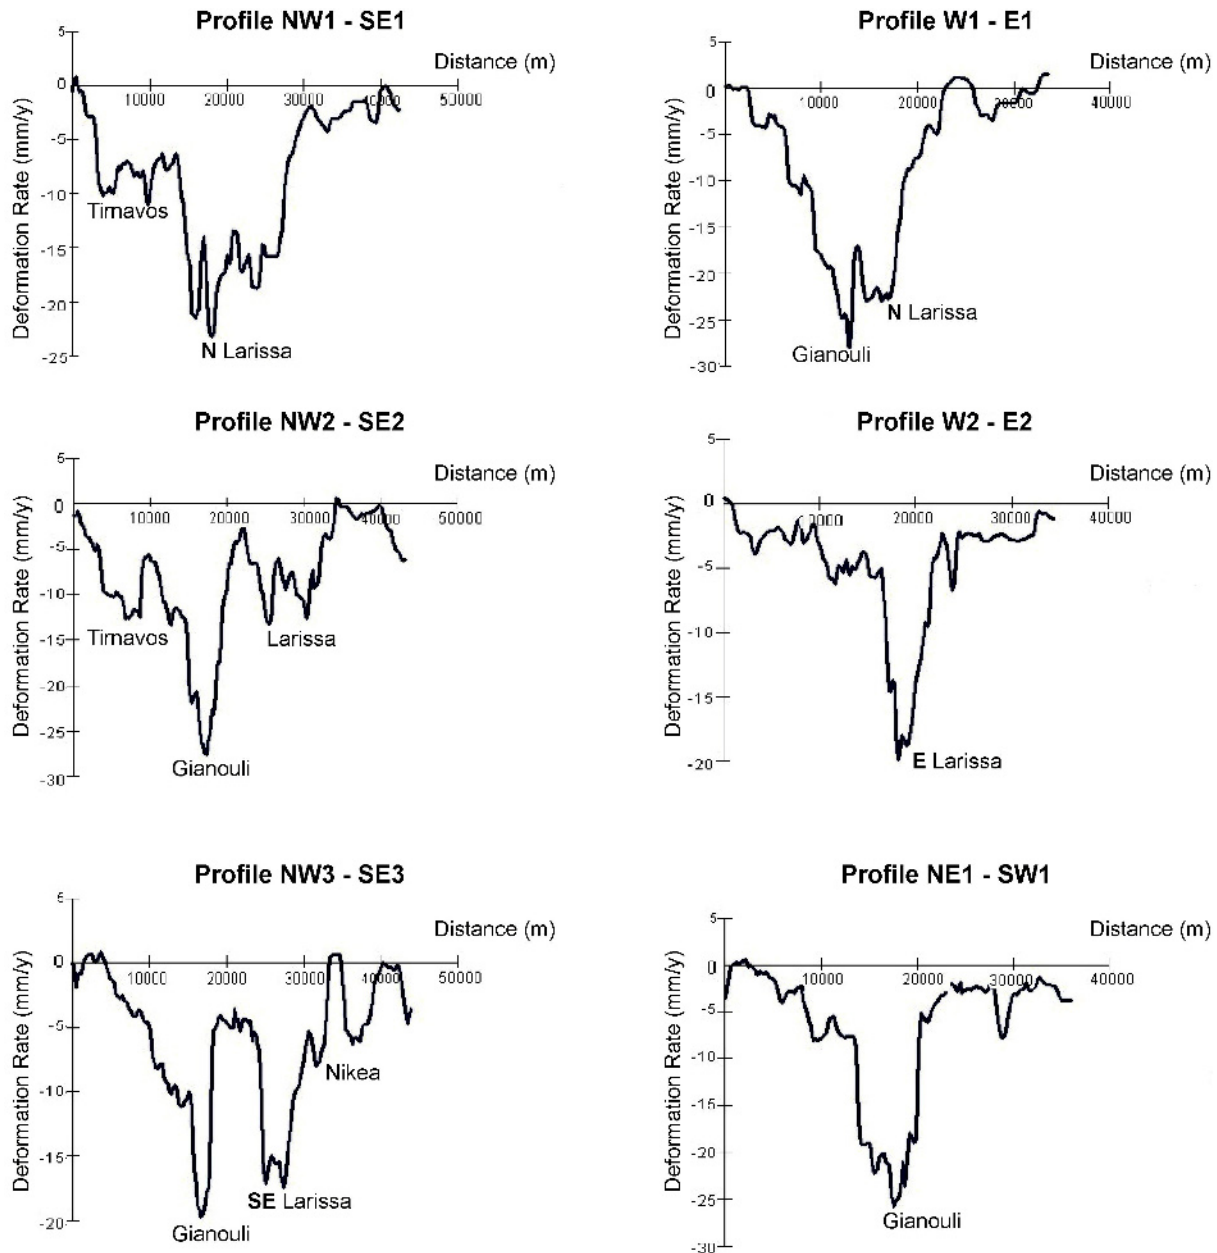 Profile NW1 - SE1
Distance (m)
Deformation Rate (mm/y)
5
0
-5
-10
-15
-20
-25
10000
20000
30000
40000
50000
Tirnavos
N Larissa
Profile W1 - E1
Distance (m)
Deformation Rate (mm/y)
5
0
-5
-10
-15
-20
-25
-30
0000
20000
30000
40000
Gianouli
N Larissa
Profile NW2 - SE2
Distance (m)
Deformation Rate (mm/y)
5
0
-5
-10
-15
-20
-25
-30
10000
20000
30000
40000
50000
Tirnavos
Larissa
Gianouli
Profile W2 - E2
Distance (m)
Deformation Rate (mm/y)
5
0
-5
-10
-15
-20
10000
20000
30000
40000
E Larissa
Profile NW3 - SE3
Distance (m)
Deformation Rate (mm/y)
5
0
-5
-10
-15
-20
10000
20000
30000
40000
50000
Nikea
SE Larissa
Gianouli
Profile NE1 - SW1
Distance (m)
Deformation Rate (mm/y)
5
0
-5
-10
-15
-20
-25
-30
10000
20000
30000
40000
Gianouli